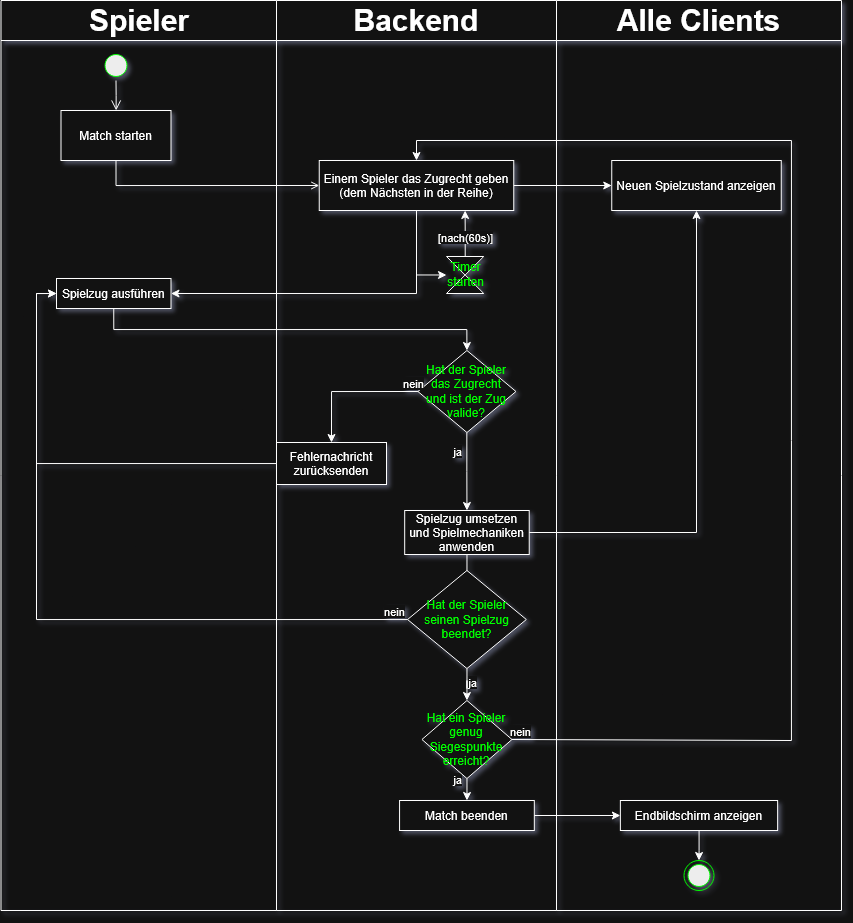 Spieler
Backend
Alle Clients
Match starten
Einem Spieler das Zugrecht geben
(dem Nächsten in der Reihe)
Neuen Spielzustand anzeigen
[nach(60s)]
Timer
starten
Spielzug ausführen
Hat der Spieler
das Zugrecht
und ist der Zug
valide?
nein
Fehlernachricht
zurücksenden
ja
Spielzug umsetzen
und Spielmechaniken
anwenden
Hat der Spieler
seinen Spielzug
beendet?
nein
ja
Hat ein Spieler
genug
Siegespunkte
erreicht?
nein
ja
Match beenden
Endbildschirm anzeigen